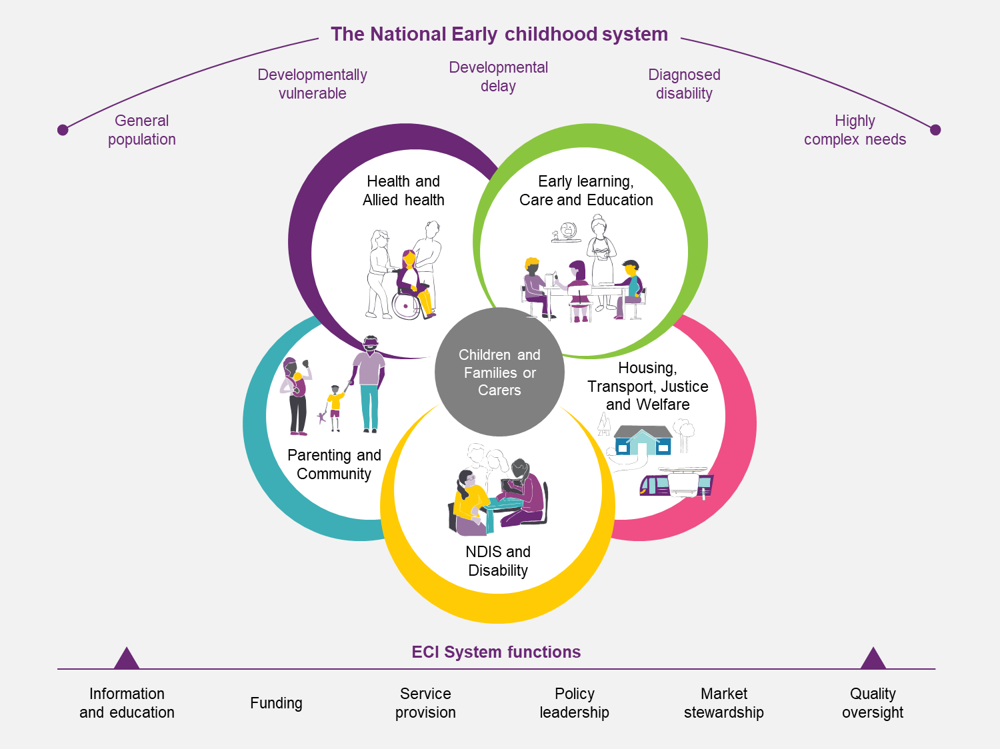 The National Early childhood system
Developmentally
vulnerable
Developmental
delay
Diagnosed
disability
General
population
Highly
complex needs
Health and
Allied health
Early learning,
Care and Education
Children and
Families or
Carers
Housing,
Transport, Justice
and Welfare
Parenting and
Community
NDIS and
Disability
ECI System functions
Information
and education
Funding
Service
provision
Policy
leadership
Market
stewardship
Quality
oversight